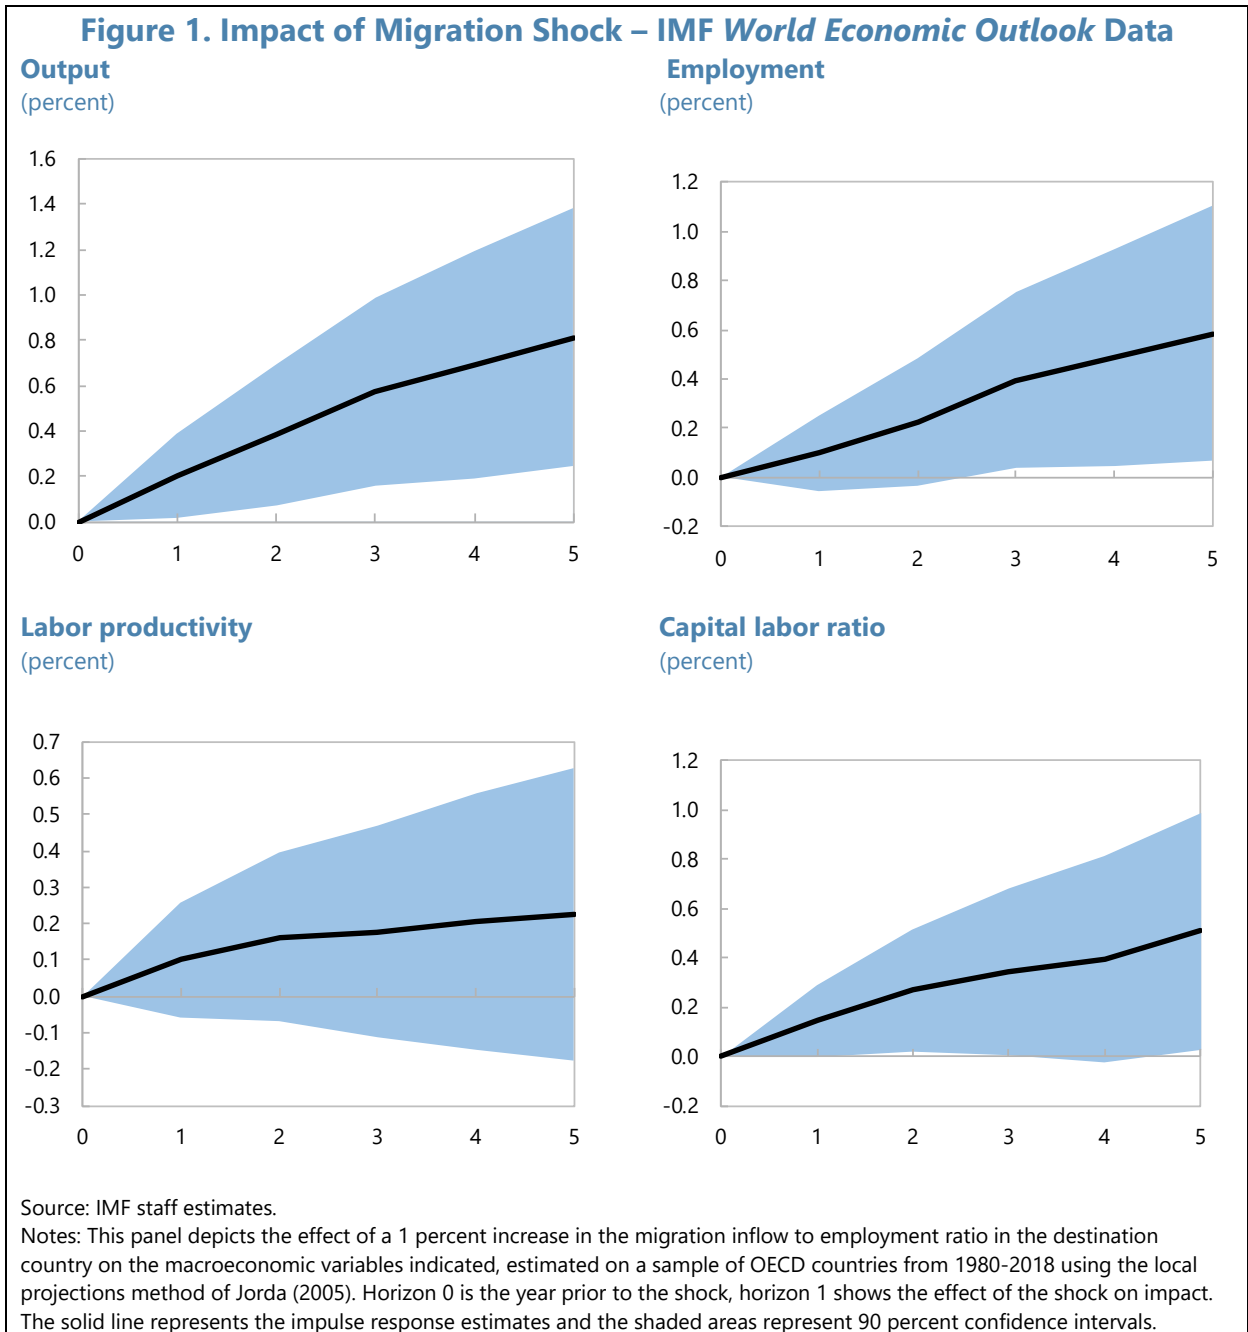 Figure 1. Impact of Migration Shock – IMF World Economic Outlook Data
Output
(percent)
1.6
1.4
1.2
1.0
0.8
0.6
0.4
0.2
0.0
0 1 2 3 4 5
Employment
(percent)
1.2
1.0
0.8
0.6
0.4
0.2
0.0
-0.2
0 1 2 3 4 5
Labor productivity
(percent)
0.7
0.6
0.5
0.4
0.3
0.2
0.1
0.0
-0.1
-0.2
-0.3
0 1 2 3 4 5
Capital labor ratio
(percent)
1.2
1.0
0.8
0.6
0.4
0.2
0.0
-0.2
0 1 2 3 4 5
Source: IMF staff estimates.
Notes: This panel depicts the effect of a 1 percent increase in the migration inflow to employment ratio in the destination
country on the macroeconomic variables indicated, estimated on a sample of OECD countries from 1980-2018 using the local
projections method of Jorda (2005). Horizon 0 is the year prior to the shock, horizon 1 shows the effect of the shock on impact.
The solid line represents the impulse response estimates and the shaded areas represent 90 percent confidence intervals.